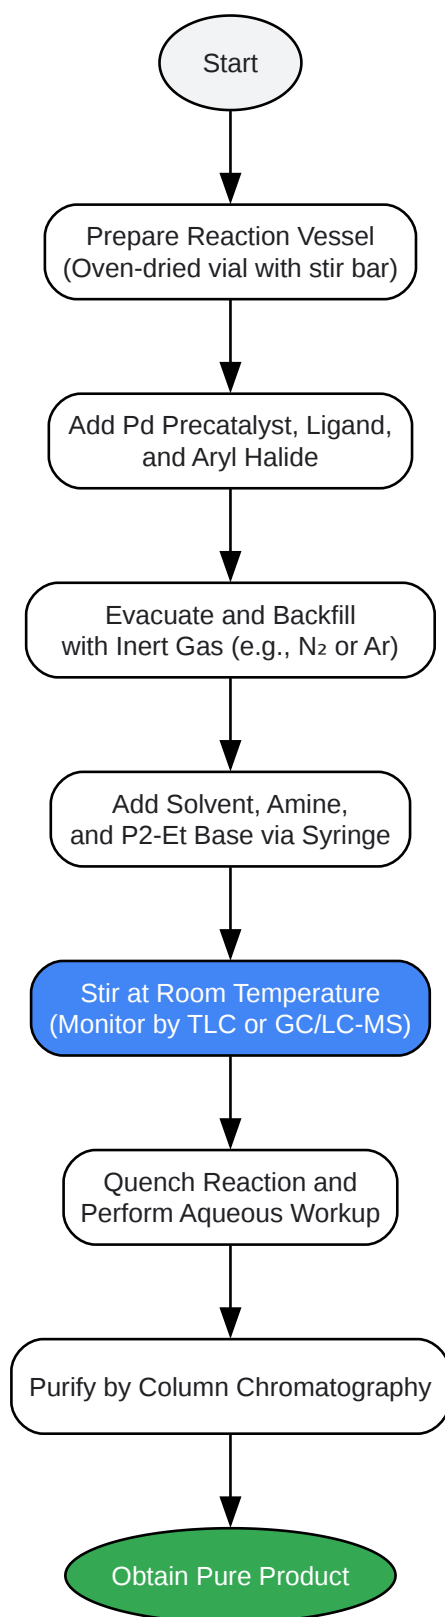 Start
Prepare Reaction Vessel
(Oven-dried vial with stir bar)
Add Pd Precatalyst, Ligand,
and Aryl Halide
Evacuate and Backfill
with Inert Gas (e.g., N₂ or Ar)
Add Solvent, Amine,
and P2-Et Base via Syringe
Stir at Room Temperature
(Monitor by TLC or GC/LC-MS)
Quench Reaction and
Perform Aqueous Workup
Purify by Column Chromatography
Obtain Pure Product